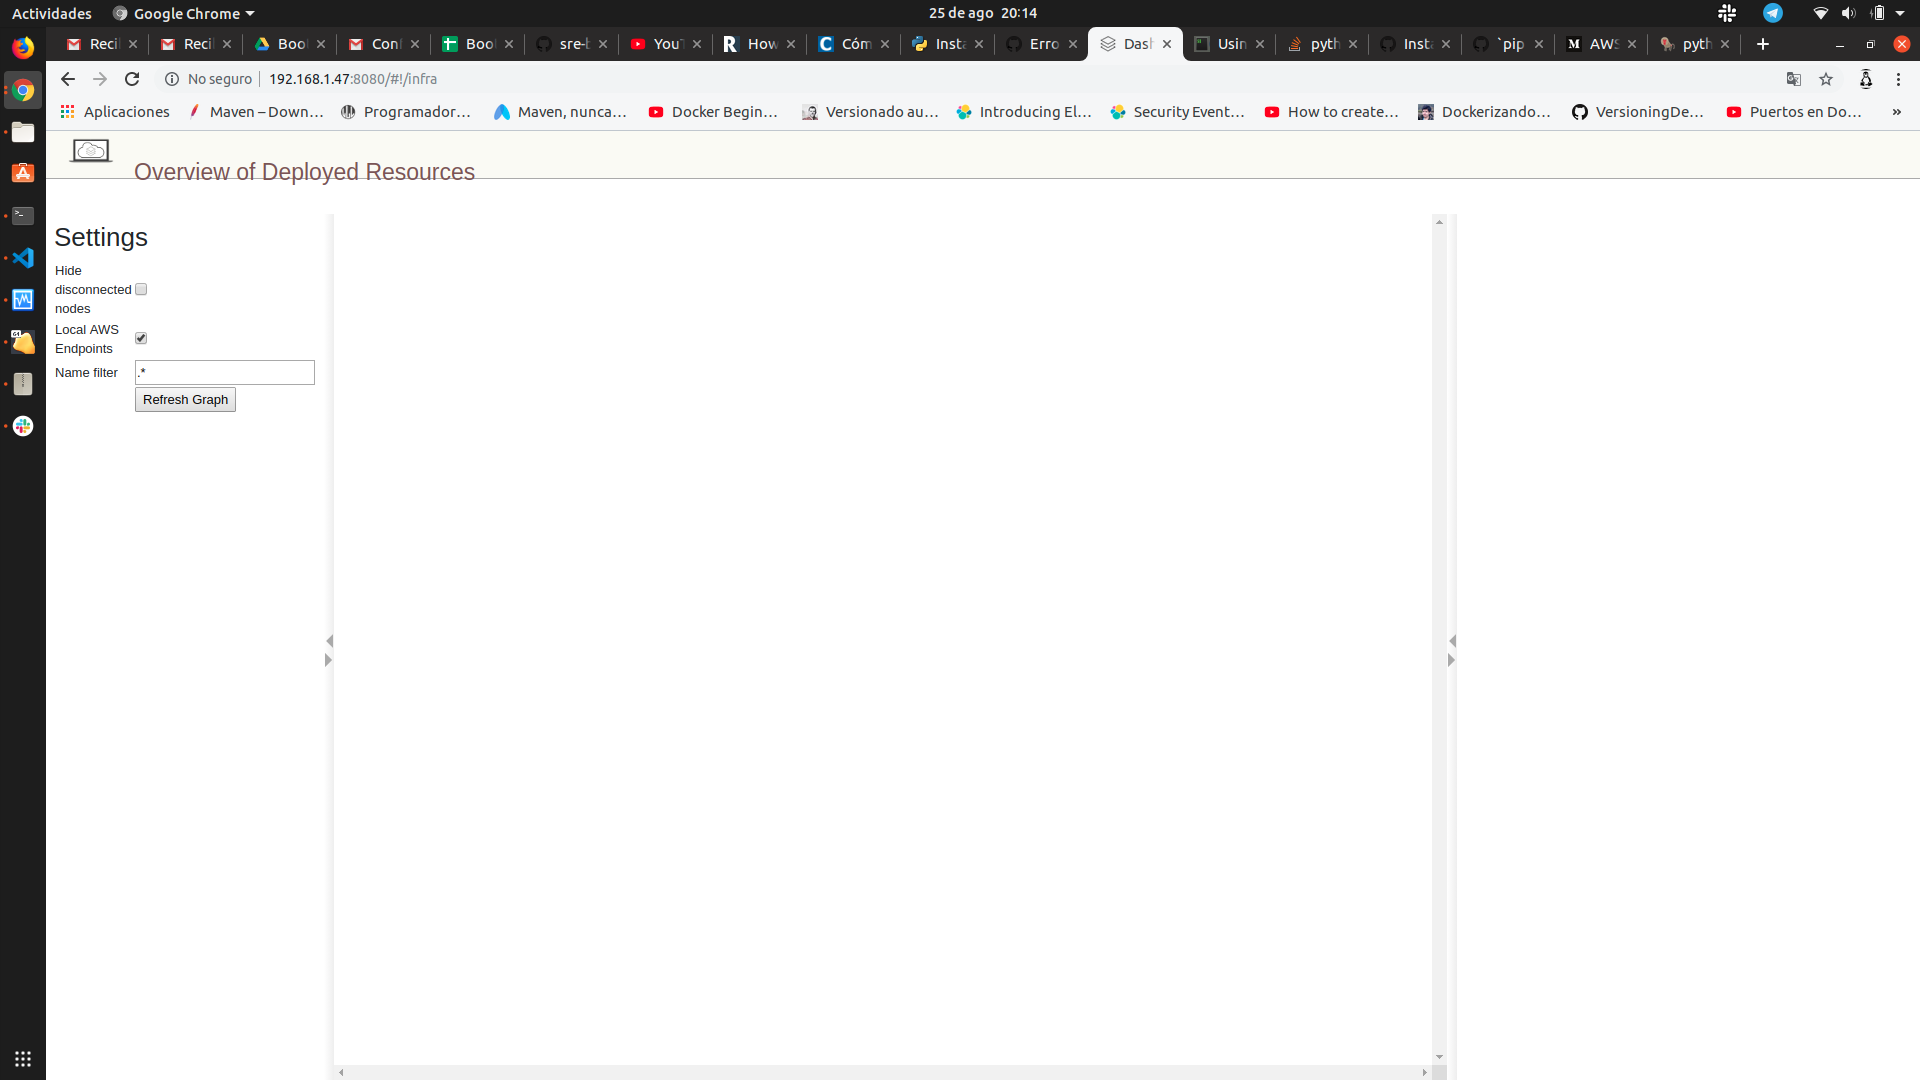 Actividades Google Chrome 25 de ago 20:14
Reci Reci Boo Conf Boo sre-b YouT How Cóm Insta Erro Dash Usin pyth Insta `pip AWS pyth
No seguro 192.168.1.47:8080/#!/infra
Aplicaciones Maven – Down… Programador… Maven, nunca… Docker Begin… Versionado au… Introducing El… Security Event… How to create… Dockerizando… VersioningDe… Puertos en Do… »
Overview of Deployed Resources
Settings
Hide
disconnected
nodes
Local AWS
Endpoints
Name filter .*
Refresh Graph